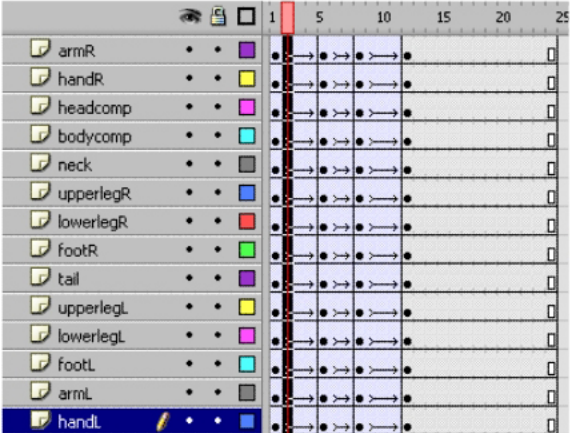 1 5 10 15 20 25
armR
handR
headcomp
bodycomp
neck
upperlegR
lowerlegR
footR
tail
upperlegL
lowerlegL
footL
armL
handL